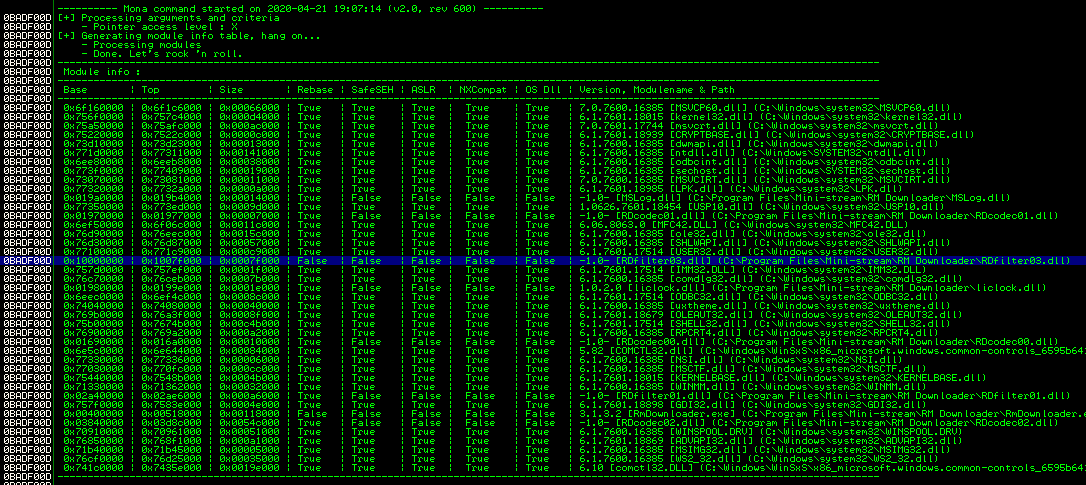 0BADF00D ---------- Mona command started on 2020-04-21 19:07:14 (v2.0, rev 600) ----------
0BADF00D [+] Processing arguments and criteria
0BADF00D     - Pointer access level : X
0BADF00D [+] Generating module info table, hang on...
0BADF00D     - Processing modules
0BADF00D     - Done. Let's rock 'n roll.
0BADF00D Module info :
0BADF00D Base | Top | Size | Rebase | SafeSEH | ASLR | NXCompat | OS Dll | Version, Modulename & Path
0BADF00D 0x6f160000 | 0x6f1c6000 | 0x00066000 | True | True | True | True | True | 7.0.7600.16385 [MSVCP60.dll] (C:\Windows\system32\MSVCP60.dll)
0BADF00D 0x756f0000 | 0x757c4000 | 0x000d4000 | True | True | True | True | True | 6.1.7601.18015 [kernel32.dll] (C:\Windows\system32\kernel32.dll)
0BADF00D 0x75a50000 | 0x75afc000 | 0x000ac000 | True | True | True | True | True | 7.0.7601.17744 [msvcrt.dll] (C:\Windows\system32\msvcrt.dll)
0BADF00D 0x75220000 | 0x7522c000 | 0x0000c000 | True | True | True | True | True | 6.1.7601.18939 [CRYPTBASE.dll] (C:\Windows\system32\CRYPTBASE.dll)
0BADF00D 0x73d10000 | 0x73d23000 | 0x00013000 | True | True | True | True | True | 6.1.7600.16385 [dwmapi.dll] (C:\Windows\system32\dwmapi.dll)
0BADF00D 0x771d0000 | 0x77311000 | 0x00141000 | True | True | True | True | True | 6.1.7600.16385 [ntdll.dll] (C:\Windows\SYSTEM32\ntdll.dll)
0BADF00D 0x6ee80000 | 0x6eeb8000 | 0x00038000 | True | True | True | True | True | 6.1.7600.16385 [odbcint.dll] (C:\Windows\system32\odbcint.dll)
0BADF00D 0x773f0000 | 0x77409000 | 0x00019000 | True | True | True | True | True | 6.1.7600.16385 [sechost.dll] (C:\Windows\SYSTEM32\sechost.dll)
0BADF00D 0x73070000 | 0x73081000 | 0x00011000 | True | True | True | True | True | 7.0.7600.16385 [MSVCIRT.dll] (C:\Windows\system32\MSVCIRT.dll)
0BADF00D 0x77320000 | 0x7732a000 | 0x0000a000 | True | True | True | True | True | 6.1.7601.18985 [LPK.dll] (C:\Windows\system32\LPK.dll)
0BADF00D 0x019a0000 | 0x019b4000 | 0x00014000 | True | False | False | False | False | -1.0- [MSLog.dll] (C:\Program Files\Mini-stream\RM Downloader\MSLog.dll)
0BADF00D 0x77350000 | 0x773ed000 | 0x0009d000 | True | True | True | True | True | 1.0626.7601.18454 [USP10.dll] (C:\Windows\system32\USP10.dll)
0BADF00D 0x01970000 | 0x01977000 | 0x00007000 | True | False | False | False | False | -1.0- [RDcodec01.dll] (C:\Program Files\Mini-stream\RM Downloader\RDcodec01.dll)
0BADF00D 0x6ef50000 | 0x6f06c000 | 0x0011c000 | True | True | True | True | True | 6.06.8063.0 [MFC42.DLL] (C:\Windows\system32\MFC42.DLL)
0BADF00D 0x76d90000 | 0x76eec000 | 0x0015c000 | True | True | True | True | True | 6.1.7600.16385 [ole32.dll] (C:\Windows\system32\ole32.dll)
0BADF00D 0x76d30000 | 0x76d87000 | 0x00057000 | True | True | True | True | True | 6.1.7600.16385 [SHLWAPI.dll] (C:\Windows\system32\SHLWAPI.dll)
0BADF00D 0x77100000 | 0x771c9000 | 0x000c9000 | True | True | True | True | True | 6.1.7601.17514 [USER32.dll] (C:\Windows\system32\USER32.dll)
0BADF00D 0x10000000 | 0x1007f000 | 0x0007f000 | False | False | False | False | False | -1.0- [RDfilter03.dll] (C:\Program Files\Mini-stream\RM Downloader\RDfilter03.dll)
0BADF00D 0x757d0000 | 0x757ef000 | 0x0001f000 | True | True | True | True | True | 6.1.7601.17514 [IMM32.DLL] (C:\Windows\system32\IMM32.DLL)
0BADF00D 0x76c70000 | 0x76ceb000 | 0x0007b000 | True | True | True | True | True | 6.1.7600.16385 [comdlg32.dll] (C:\Windows\system32\comdlg32.dll)
0BADF00D 0x01980000 | 0x0199e000 | 0x0001e000 | True | False | False | False | False | 1.0.2.0 [liclock.dll] (C:\Program Files\Mini-stream\RM Downloader\liclock.dll)
0BADF00D 0x6eec0000 | 0x6ef4c000 | 0x0008c000 | True | True | True | True | True | 6.1.7601.17514 [ODBC32.dll] (C:\Windows\system32\ODBC32.dll)
0BADF00D 0x74040000 | 0x74080000 | 0x00040000 | True | True | True | True | True | 6.1.7600.16385 [uxtheme.dll] (C:\Windows\system32\uxtheme.dll)
0BADF00D 0x769b0000 | 0x76a3f000 | 0x0008f000 | True | True | True | True | True | 6.1.7601.18679 [OLEAUT32.dll] (C:\Windows\system32\OLEAUT32.dll)
0BADF00D 0x75b00000 | 0x7674b000 | 0x00c4b000 | True | True | True | True | True | 6.1.7601.17514 [SHELL32.dll] (C:\Windows\system32\SHELL32.dll)
0BADF00D 0x76900000 | 0x769a2000 | 0x000a2000 | True | True | True | True | True | 6.1.7600.16385 [RPCRT4.dll] (C:\Windows\system32\RPCRT4.dll)
0BADF00D 0x01690000 | 0x016a0000 | 0x00010000 | True | False | False | False | False | -1.0- [RDcodec00.dll] (C:\Program Files\Mini-stream\RM Downloader\RDcodec00.dll)
0BADF00D 0x6e5c0000 | 0x6e644000 | 0x00084000 | True | True | True | True | True | 5.82 [COMCTL32.dll] (C:\Windows\WinSxS\x86_microsoft.windows.common-controls_6595b641
0BADF00D 0x77330000 | 0x77336000 | 0x00006000 | True | True | True | True | True | 6.1.7600.16385 [NSI.dll] (C:\Windows\system32\NSI.dll)
0BADF00D 0x77030000 | 0x770fc000 | 0x000cc000 | True | True | True | True | True | 6.1.7600.16385 [MSCTF.dll] (C:\Windows\system32\MSCTF.dll)
0BADF00D 0x75440000 | 0x7548b000 | 0x0004b000 | True | True | True | True | True | 6.1.7601.18015 [KERNELBASE.dll] (C:\Windows\system32\KERNELBASE.dll)
0BADF00D 0x71330000 | 0x71362000 | 0x00032000 | True | True | True | True | True | 6.1.7600.16385 [WINMM.dll] (C:\Windows\system32\WINMM.dll)
0BADF00D 0x02a40000 | 0x02ae6000 | 0x000a6000 | True | False | False | False | False | -1.0- [RDfilter01.dll] (C:\Program Files\Mini-stream\RM Downloader\RDfilter01.dll)
0BADF00D 0x757f0000 | 0x7583e000 | 0x0004e000 | True | True | True | True | True | 6.1.7601.18898 [GDI32.dll] (C:\Windows\system32\GDI32.dll)
0BADF00D 0x00400000 | 0x00518000 | 0x00118000 | False | False | False | False | False | 3.1.3.2 [RmDownloader.exe] (C:\Program Files\Mini-stream\RM Downloader\RmDownloader.e
0BADF00D 0x03840000 | 0x03d8c000 | 0x0054c000 | True | False | False | False | False | -1.0- [RDcodec02.dll] (C:\Program Files\Mini-stream\RM Downloader\RDcodec02.dll)
0BADF00D 0x70910000 | 0x70961000 | 0x00051000 | True | True | True | True | True | 6.1.7600.16385 [WINSPOOL.DRV] (C:\Windows\system32\WINSPOOL.DRV)
0BADF00D 0x76850000 | 0x768f1000 | 0x000a1000 | True | True | True | True | True | 6.1.7601.18869 [ADVAPI32.dll] (C:\Windows\system32\ADVAPI32.dll)
0BADF00D 0x71b40000 | 0x71b45000 | 0x00005000 | True | True | True | True | True | 6.1.7600.16385 [MSIMG32.dll] (C:\Windows\system32\MSIMG32.dll)
0BADF00D 0x76cf0000 | 0x76d25000 | 0x00035000 | True | True | True | True | True | 6.1.7600.16385 [WS2_32.dll] (C:\Windows\system32\WS2_32.dll)
0BADF00D 0x741c0000 | 0x7435e000 | 0x0019e000 | True | True | True | True | True | 6.10 [comctl32.DLL] (C:\Windows\WinSxS\x86_microsoft.windows.common-controls_6595b641